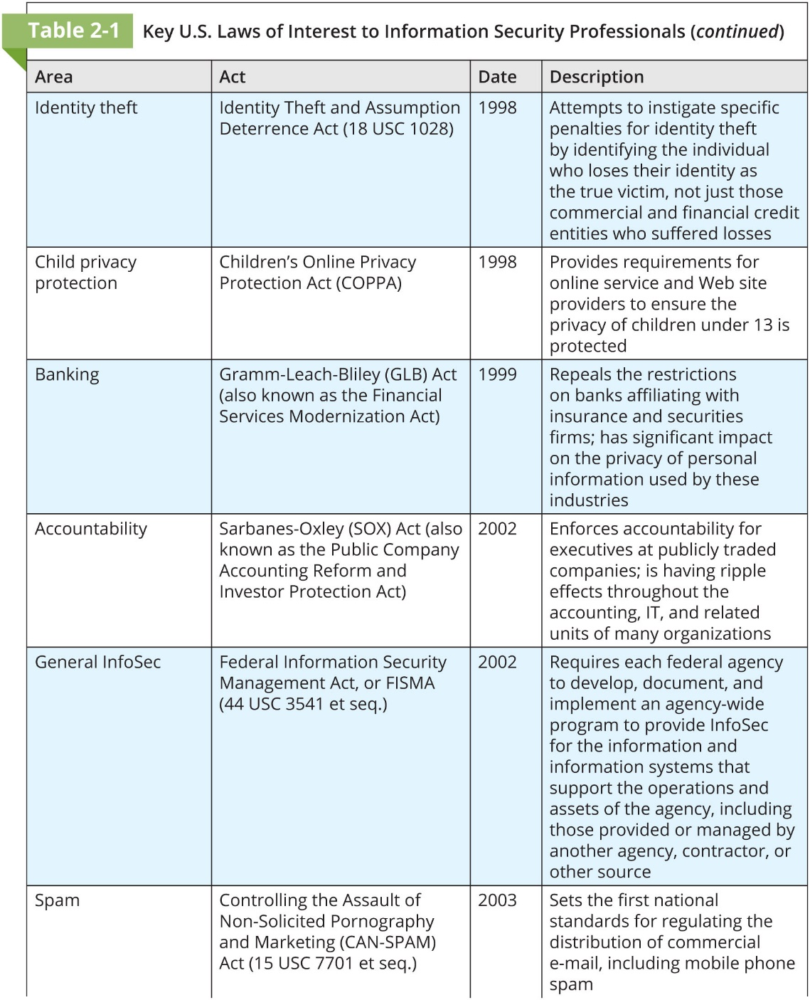 Table 2-1 Key U.S. Laws of Interest to Information Security Professionals (continued)
Area Act Date Description
Identity theft
Identity Theft and Assumption
Deterrence Act (18 USC 1028)
1998
Attempts to instigate specific
penalties for identity theft
by identifying the individual
who loses their identity as
the true victim, not just those
commercial and financial credit
entities who suffered losses
Child privacy
protection
Children’s Online Privacy
Protection Act (COPPA)
1998
Provides requirements for
online service and Web site
providers to ensure the
privacy of children under 13 is
protected
Banking
Gramm-Leach-Bliley (GLB) Act
(also known as the Financial
Services Modernization Act)
1999
Repeals the restrictions
on banks affiliating with
insurance and securities
firms; has significant impact
on the privacy of personal
information used by these
industries
Accountability
Sarbanes-Oxley (SOX) Act (also
known as the Public Company
Accounting Reform and
Investor Protection Act)
2002
Enforces accountability for
executives at publicly traded
companies; is having ripple
effects throughout the
accounting, IT, and related
units of many organizations
General InfoSec
Federal Information Security
Management Act, or FISMA
(44 USC 3541 et seq.)
2002
Requires each federal agency
to develop, document, and
implement an agency-wide
program to provide InfoSec
for the information and
information systems that
support the operations and
assets of the agency, including
those provided or managed by
another agency, contractor, or
other source
Spam
Controlling the Assault of
Non-Solicited Pornography
and Marketing (CAN-SPAM)
Act (15 USC 7701 et seq.)
2003
Sets the first national
standards for regulating the
distribution of commercial
e-mail, including mobile phone
spam